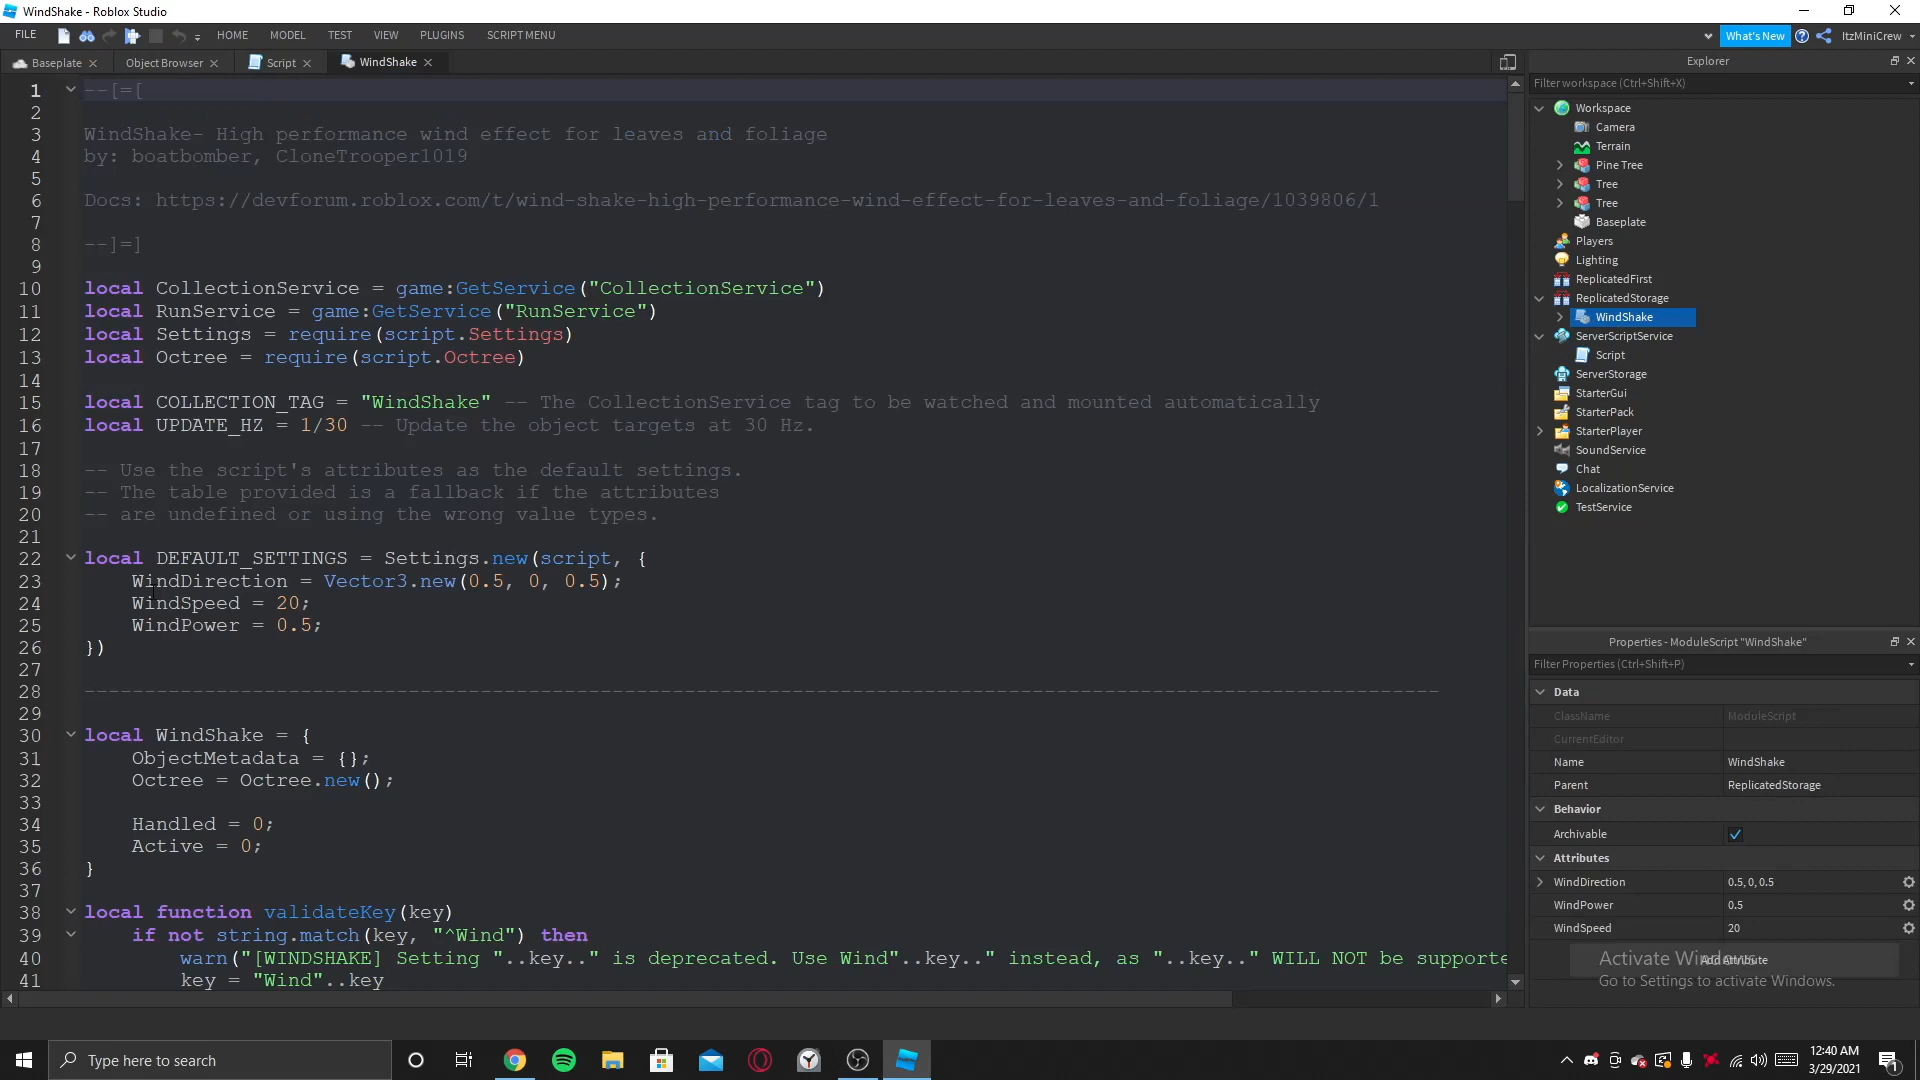 WindShake - Roblox Studio
FILE
HOME
MODEL
TEST
VIEW
PLUGINS
SCRIPT MENU
What's New
ItzMiniCrew
Baseplate
Object Browser
Script
WindShake
1 --[=[
2
3 WindShake- High performance wind effect for leaves and foliage
4 by: boatbomber, CloneTrooper1019
5
6 Docs: https://devforum.roblox.com/t/wind-shake-high-performance-wind-effect-for-leaves-and-foliage/1039806/1
7
8 --]=]
9
10 local CollectionService = game:GetService("CollectionService")
11 local RunService = game:GetService("RunService")
12 local Settings = require(script.Settings)
13 local Octree = require(script.Octree)
14
15 local COLLECTION_TAG = "WindShake" -- The CollectionService tag to be watched and mounted automatically
16 local UPDATE_HZ = 1/30 -- Update the object targets at 30 Hz.
17
18 -- Use the script's attributes as the default settings.
19 -- The table provided is a fallback if the attributes
20 -- are undefined or using the wrong value types.
21
22 local DEFAULT_SETTINGS = Settings.new(script, {
23 WindDirection = Vector3.new(0.5, 0, 0.5);
24 WindSpeed = 20;
25 WindPower = 0.5;
26 })
27
28 -----------------------------------------------------------------------------------------------------------------
29
30 local WindShake = {
31 ObjectMetadata = {};
32 Octree = Octree.new();
33
34 Handled = 0;
35 Active = 0;
36 }
37
38 local function validateKey(key)
39 if not string.match(key, "^Wind") then
40 warn("[WINDSHAKE] Setting "..key.." is deprecated. Use Wind"..key.." instead, as "..key.." WILL NOT be supporte
41 key = "Wind"..key
Explorer
Filter workspace (Ctrl+Shift+X)
Workspace
Camera
Terrain
Pine Tree
Tree
Tree
Baseplate
Players
Lighting
ReplicatedFirst
ReplicatedStorage
WindShake
ServerScriptService
Script
ServerStorage
StarterGui
StarterPack
StarterPlayer
SoundService
Chat
LocalizationService
TestService
Properties - ModuleScript "WindShake"
Filter Properties (Ctrl+Shift+P)
Data
ClassName ModuleScript
CurrentEditor
Name WindShake
Parent ReplicatedStorage
Behavior
Archivable
Attributes
WindDirection 0.5, 0, 0.5
WindPower 0.5
WindSpeed 20
Add Attribute
Activate Windows
Go to Settings to activate Windows.
Type here to search
12:40 AM
3/29/2021
1